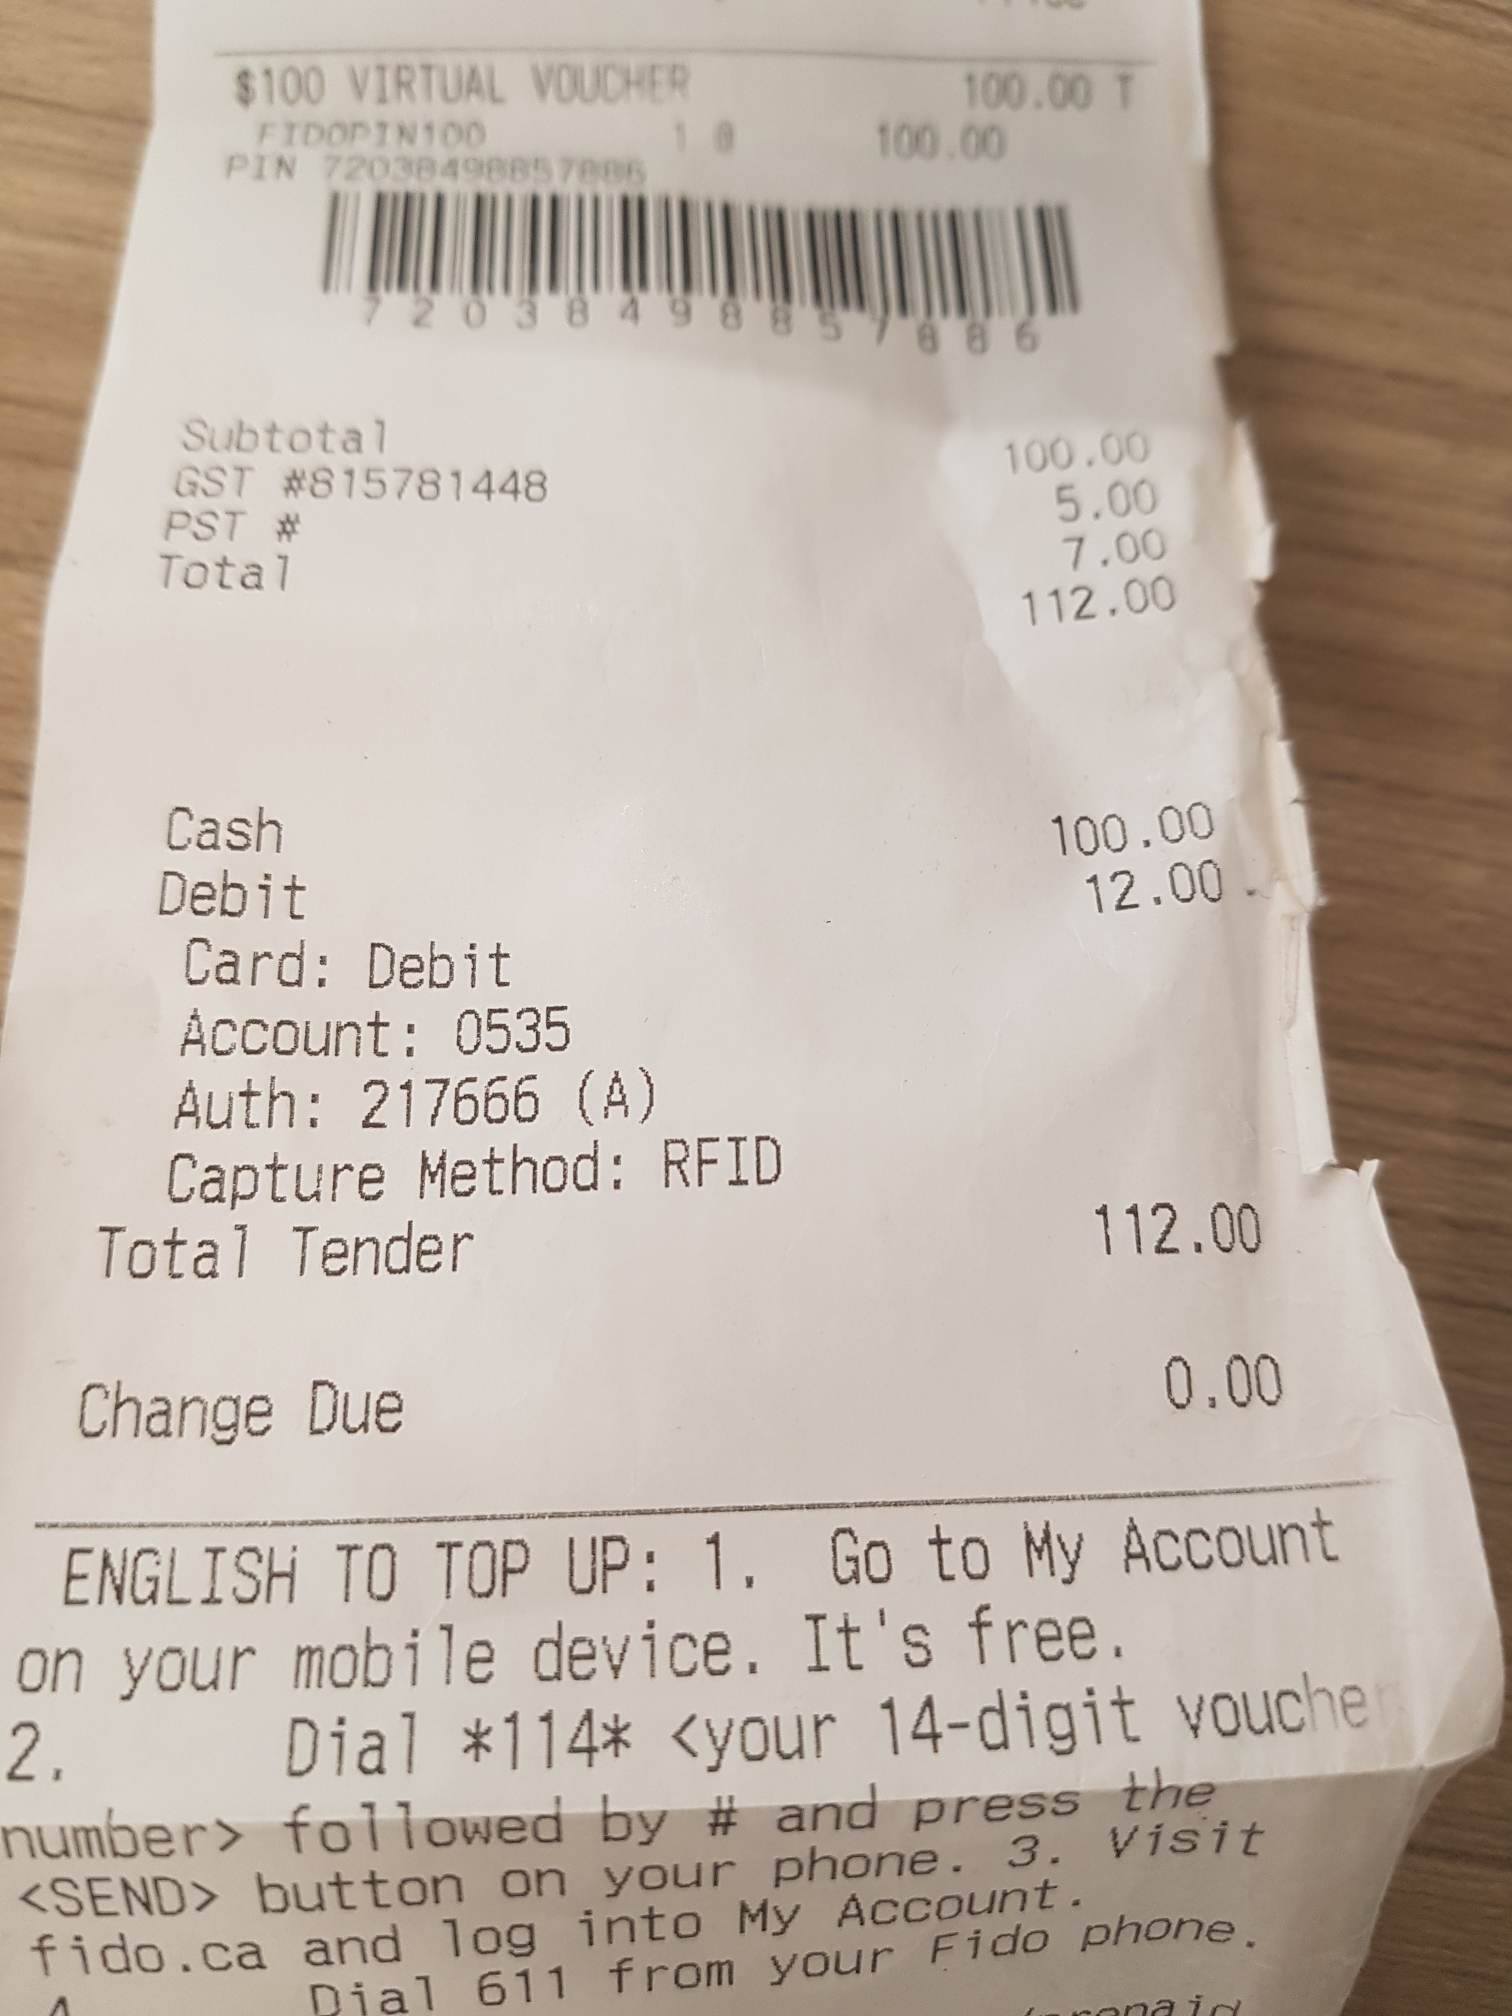 $100 VIRTUAL VOUCHER 100.00 T
FIDOPIN100 1 @ 100.00
PIN 72038498857886
72038498857886
Subtotal 100.00
GST #815781448 5.00
PST # 7.00
Total 112.00
Cash 100.00
Debit 12.00
Card: Debit
Account: 0535
Auth: 217666 (A)
Capture Method: RFID
Total Tender 112.00
Change Due 0.00
ENGLISH TO TOP UP: 1. Go to My Account
on your mobile device. It's free.
2. Dial *114* <your 14-digit voucher
number> followed by # and press the
<SEND> button on your phone. 3. Visit
fido.ca and log into My Account.
Dial 611 from your Fido phone.